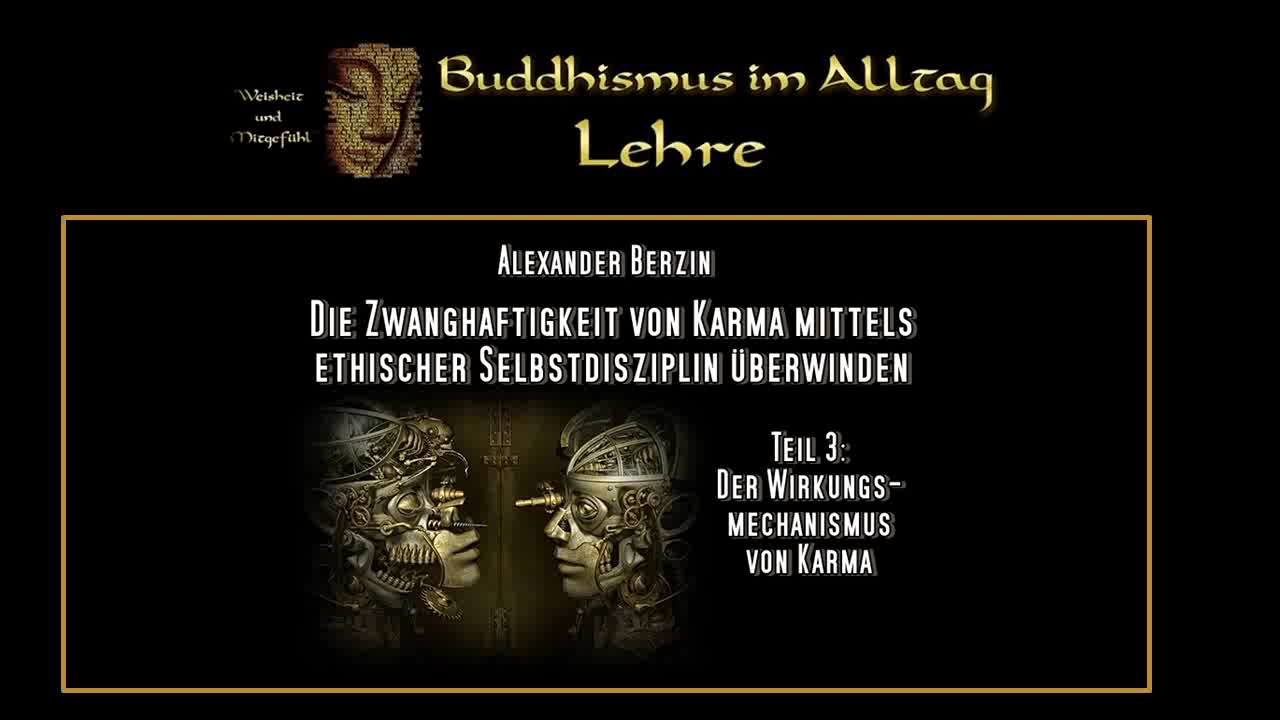 Weisheit
und
Mitgefühl
Buddhismus im Alltag
Lehre
Alexander Berzin
Die Zwanghaftigkeit von Karma mittels
ethischer Selbstdisziplin überwinden
Teil 3:
Der Wirkungs-
mechanismus
von Karma